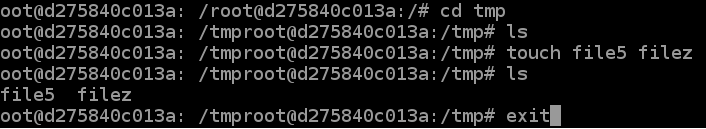 oot@d275840c013a: /root@d275840c013a:/# cd tmp
oot@d275840c013a: /tmproot@d275840c013a:/tmp# ls
oot@d275840c013a: /tmproot@d275840c013a:/tmp# touch file5 filez
oot@d275840c013a: /tmproot@d275840c013a:/tmp# ls
file5  filez
oot@d275840c013a: /tmproot@d275840c013a:/tmp# exit